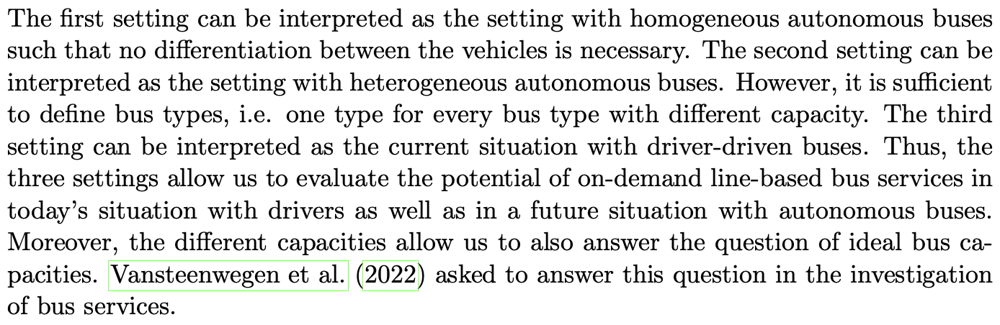 The first setting can be interpreted as the setting with homogeneous autonomous buses
such that no differentiation between the vehicles is necessary. The second setting can be
interpreted as the setting with heterogeneous autonomous buses. However, it is sufficient
to define bus types, i.e. one type for every bus type with different capacity. The third
setting can be interpreted as the current situation with driver-driven buses. Thus, the
three settings allow us to evaluate the potential of on-demand line-based bus services in
today's situation with drivers as well as in a future situation with autonomous buses.
Moreover, the different capacities allow us to also answer the question of ideal bus ca-
pacities. Vansteenwegen et al. (2022) asked to answer this question in the investigation
of bus services.